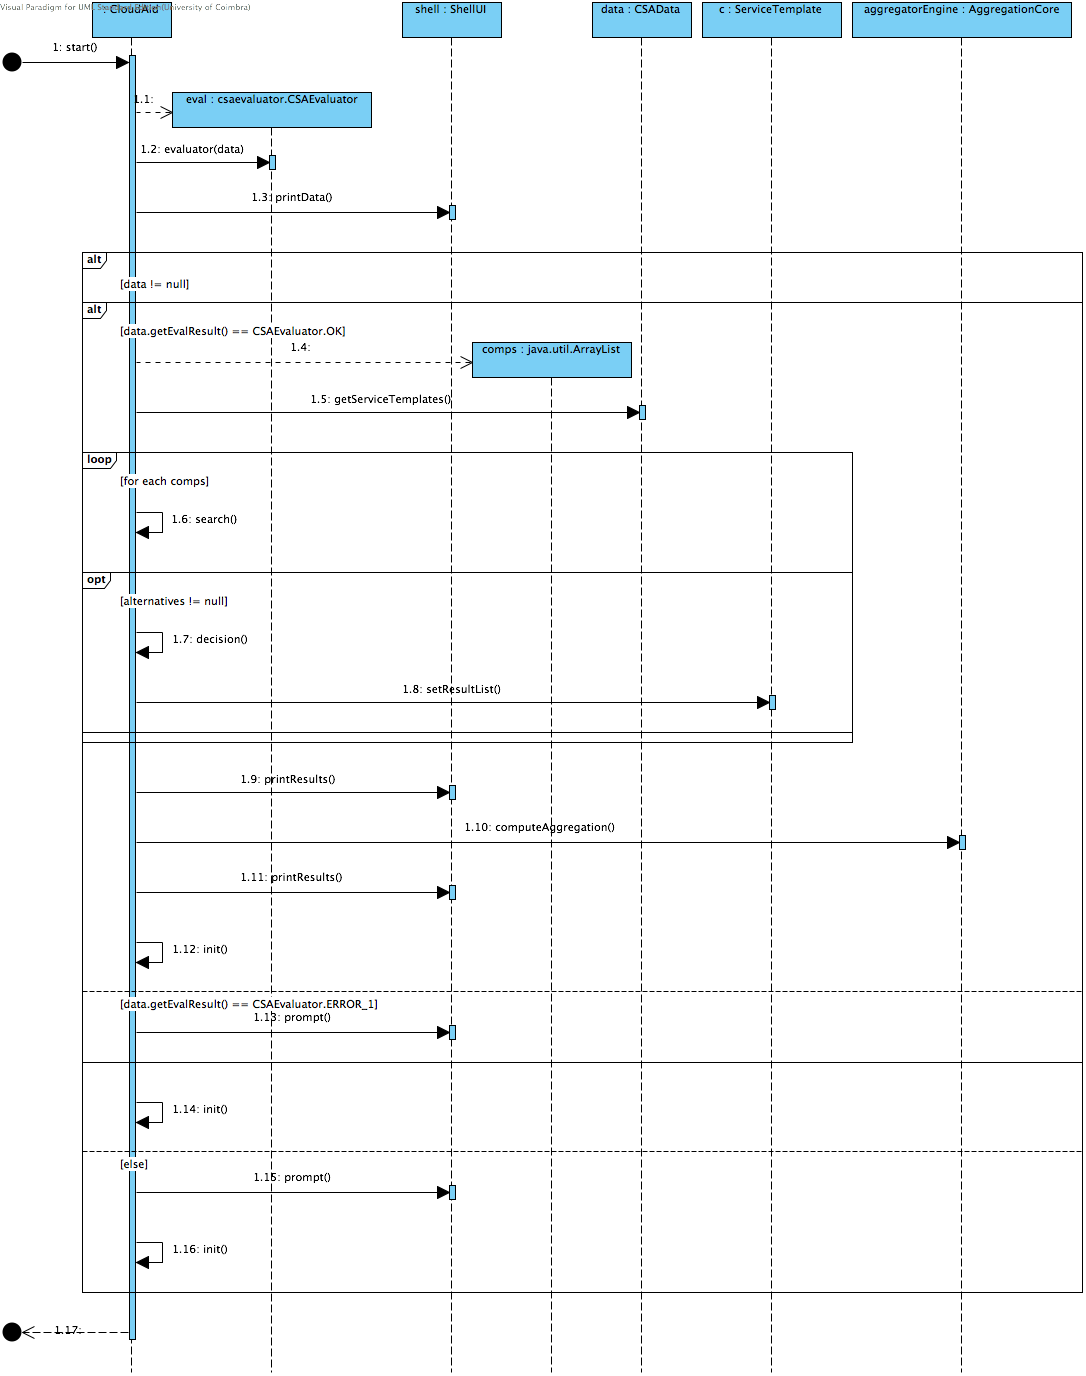 Visual Paradigm for UML Standard Edition(University of Coimbra)
: CloudAid
shell : ShellUI
data : CSAData
c : ServiceTemplate
aggregatorEngine : AggregationCore
1: start()
1.1:
eval : csaevaluator.CSAEvaluator
1.2: evaluator(data)
1.3: printData()
alt
[data != null]
alt
[data.getEvalResult() == CSAEvaluator.OK]
1.4:
comps : java.util.ArrayList
1.5: getServiceTemplates()
loop
[for each comps]
1.6: search()
opt
[alternatives != null]
1.7: decision()
1.8: setResultList()
1.9: printResults()
1.10: computeAggregation()
1.11: printResults()
1.12: init()
[data.getEvalResult() == CSAEvaluator.ERROR_1]
1.13: prompt()
1.14: init()
[else]
1.15: prompt()
1.16: init()
1.17: